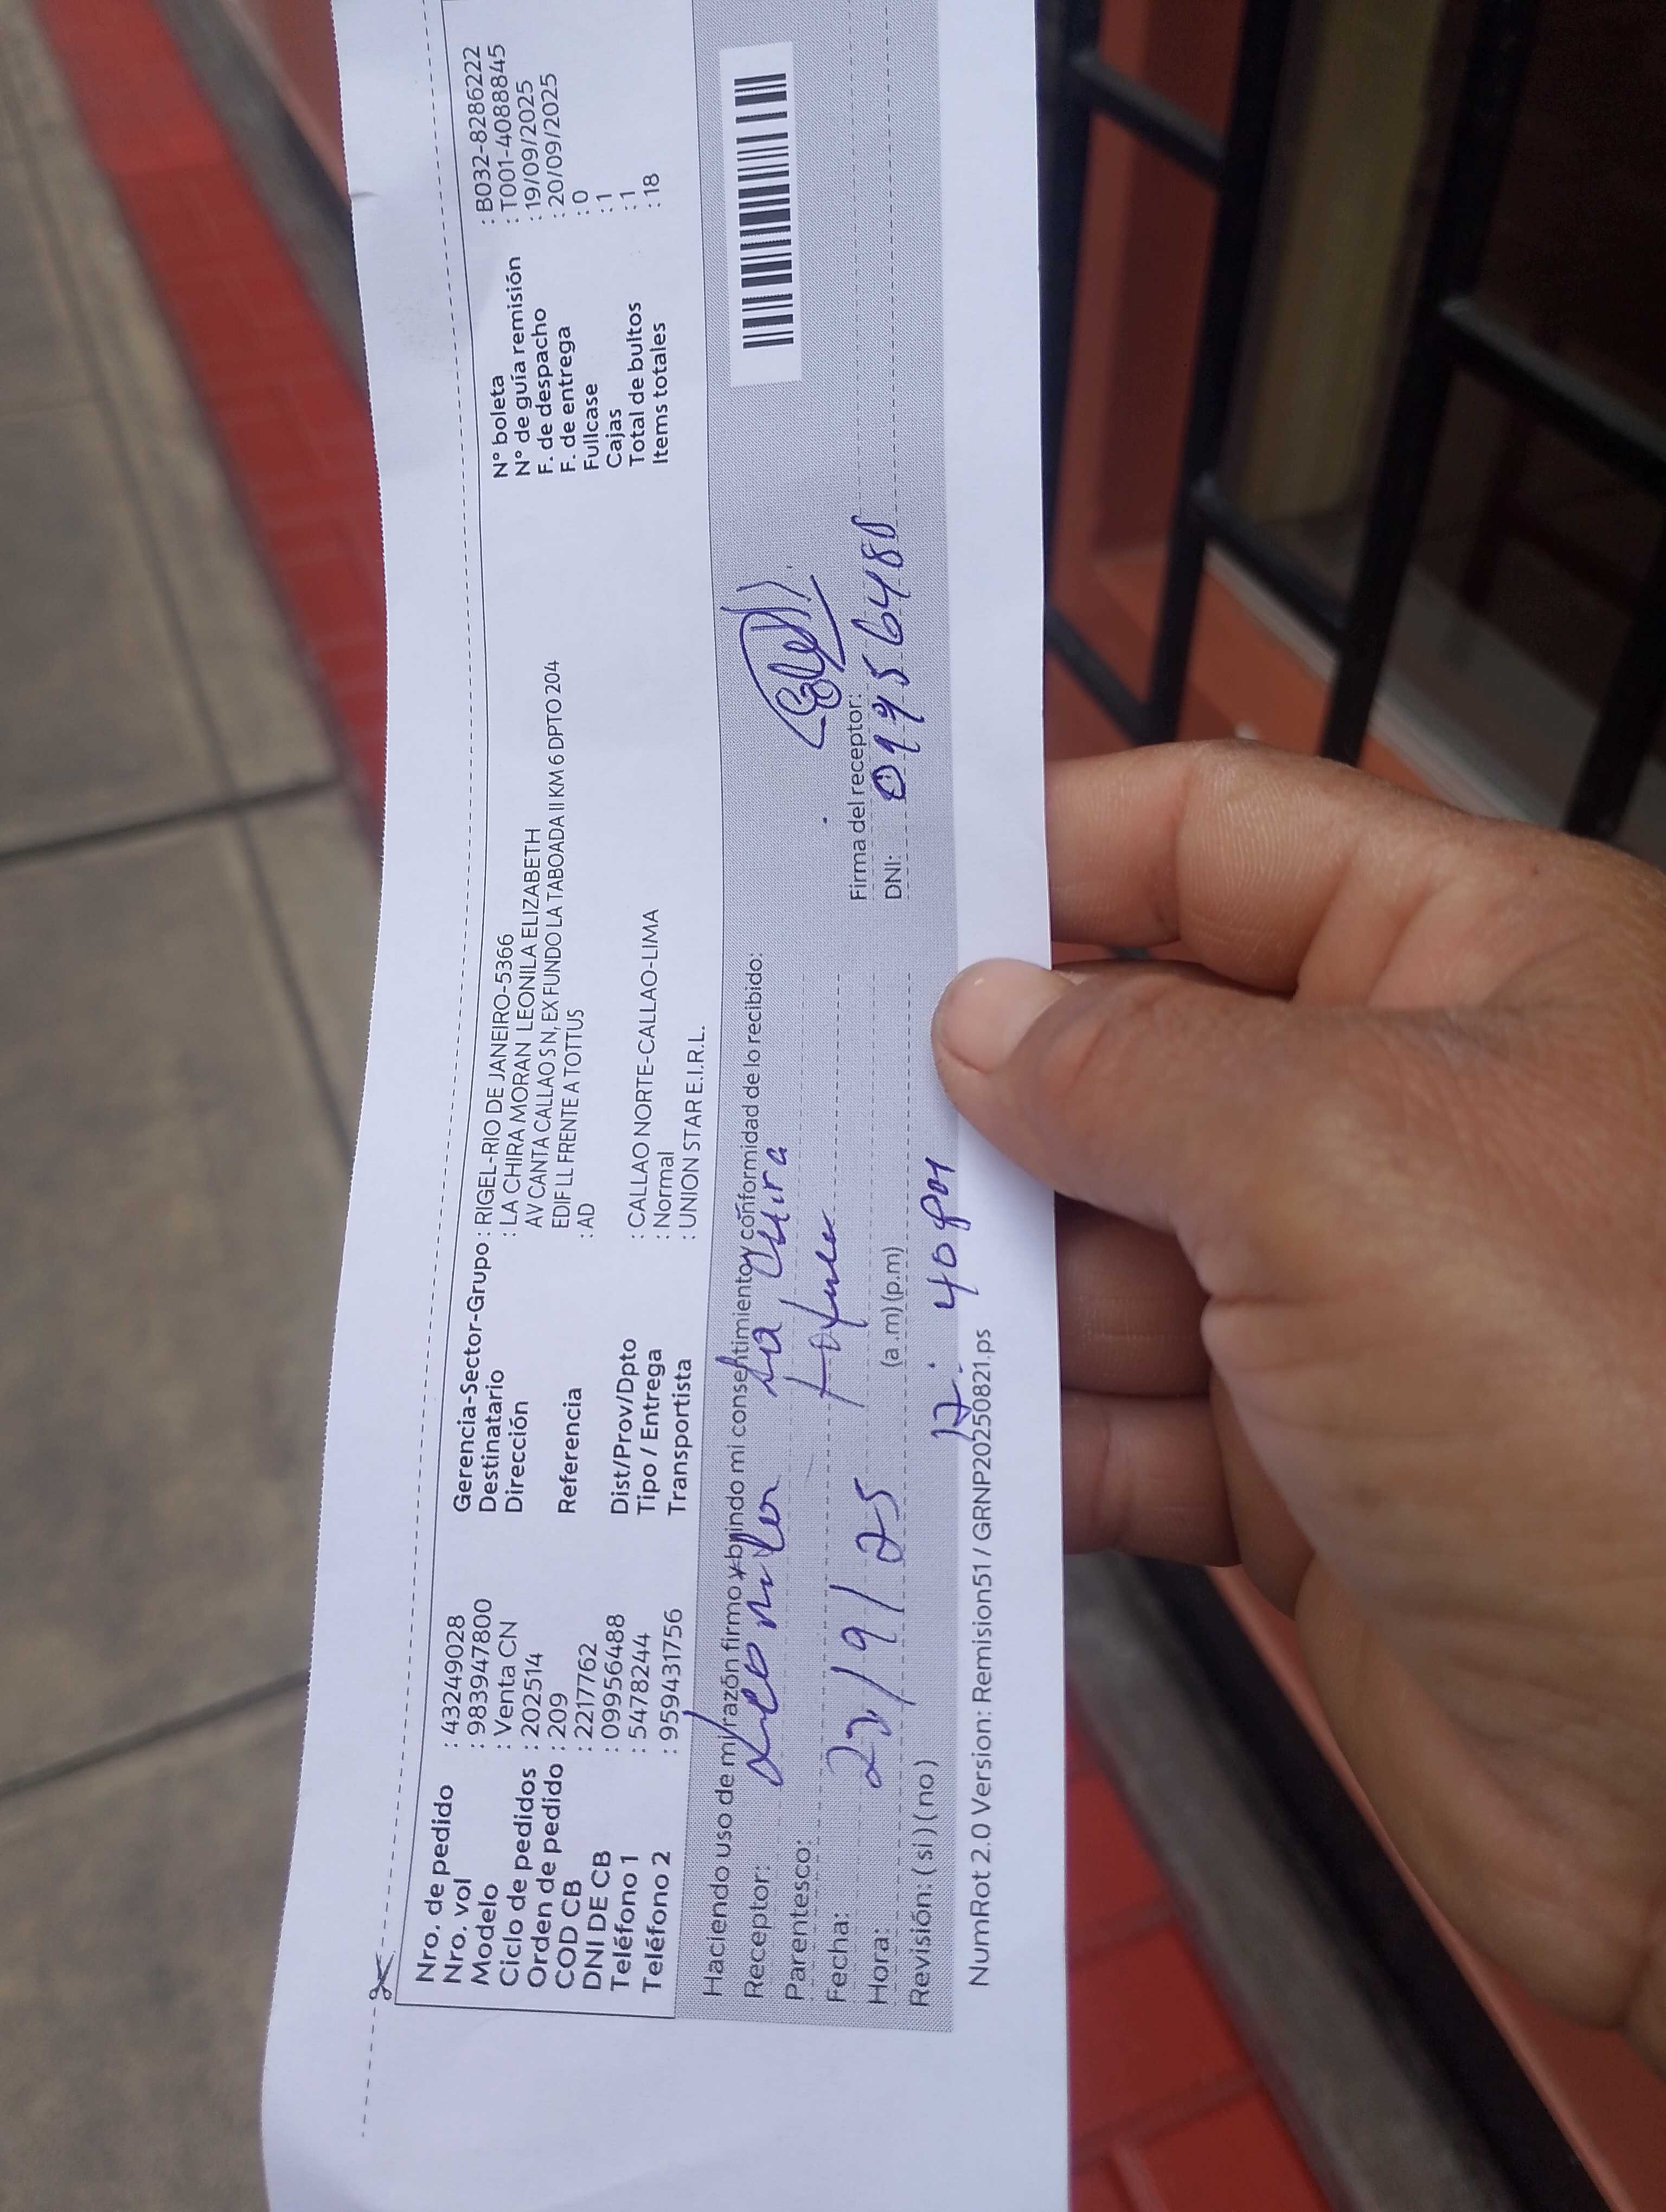 Nro. de pedido : 43249028
Nro. vol : 983947800
Modelo : Venta CN
Ciclo de pedidos : 202514
Orden de pedido : 209
COD CB : 2217762
DNI DE CB : 09956488
Teléfono 1 : 5478244
Teléfono 2 : 959431756
Gerencia-Sector-Grupo : RIGEL-RIO DE JANEIRO-5366
Destinatario : LA CHIRA MORAN LEONILA ELIZABETH
Dirección AV CANTA CALLAO SN, EX FUNDO LA TABOADA II KM 6 DPTO 204
EDIF LL FRENTE A TOTTUS
Referencia : AD
Dist/Prov/Dpto : CALLAO NORTE-CALLAO-LIMA
Tipo / Entrega : Normal
Transportista : UNION STAR E.I.R.L.
N° boleta : B032-8286222
N° de guía remisión : T001-4088845
F. de despacho : 19/09/2025
F. de entrega : 20/09/2025
Fullcase : 0
Cajas : 1
Total de bultos : 1
Items totales : 18
Haciendo uso de mi razón firmo y brindo mi consentimiento y conformidad de lo recibido:
Receptor: Leonila La Chira
Parentesco:
Fecha: 22/9/25
Hora: (a.m) (p.m)
Revisión: ( si ) ( no ) 12: 40 pm
Firma del receptor:
DNI: 09956488
NumRot 2.0 Version: Remision51 / GRNP20250821.ps